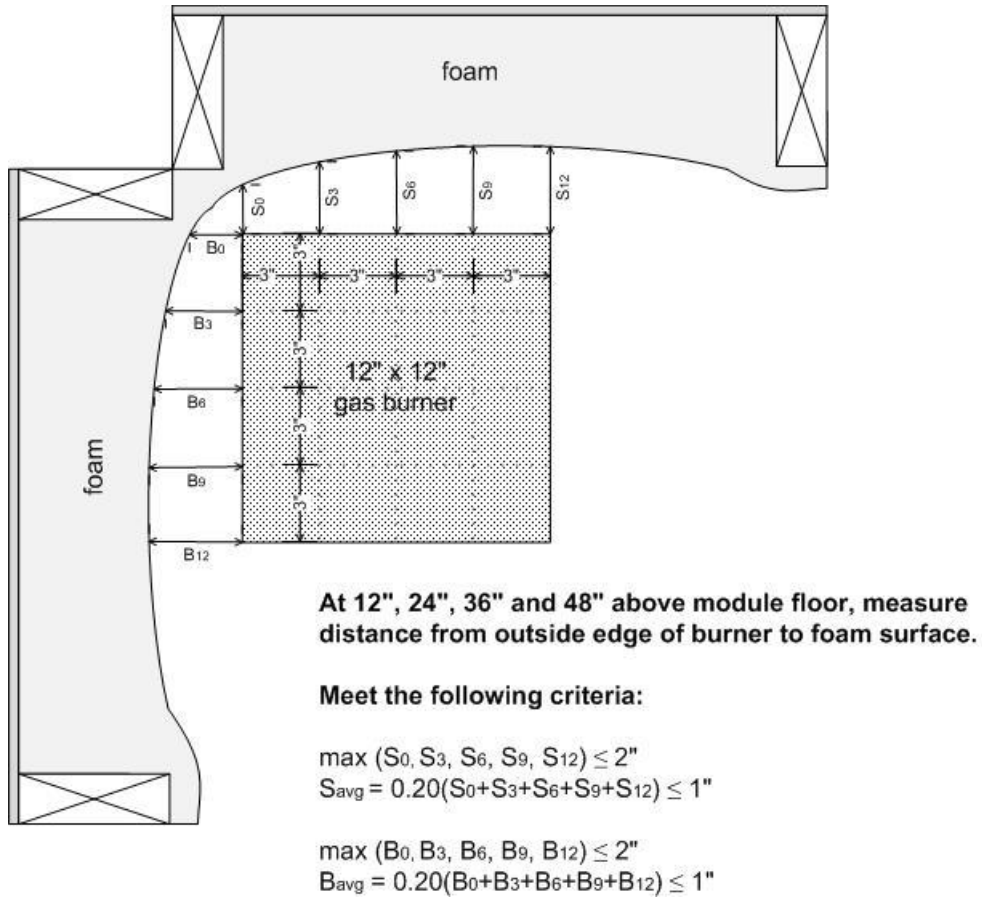 foam
S0
S3
S6
S9
S12
B0
3"
3"
3"
3"
3"
B3
3"
12" x 12"
gas burner
B6
3"
foam
B9
3"
B12
At 12", 24", 36" and 48" above module floor, measure
distance from outside edge of burner to foam surface.
Meet the following criteria:
max (S0, S3, S6, S9, S12) ≤ 2"
Savg = 0.20(S0+S3+S6+S9+S12) ≤ 1"
max (B0, B3, B6, B9, B12) ≤ 2"
Bavg = 0.20(B0+B3+B6+B9+B12) ≤ 1"